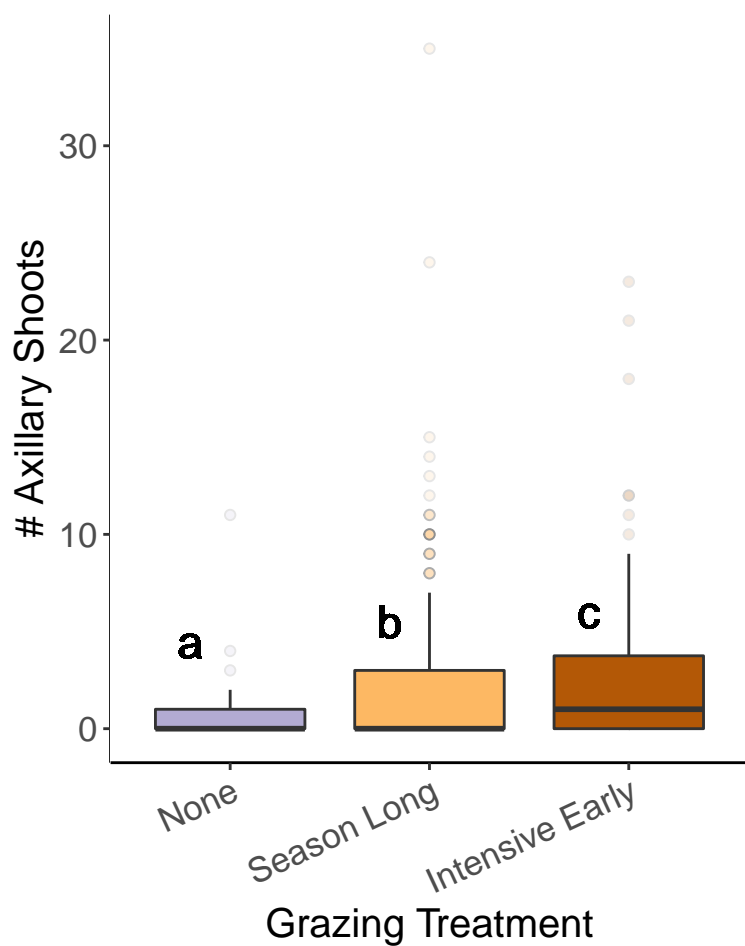 # Axillary Shoots
30
20
10
0
a
b
c
None
Season Long
Intensive Early
Grazing Treatment